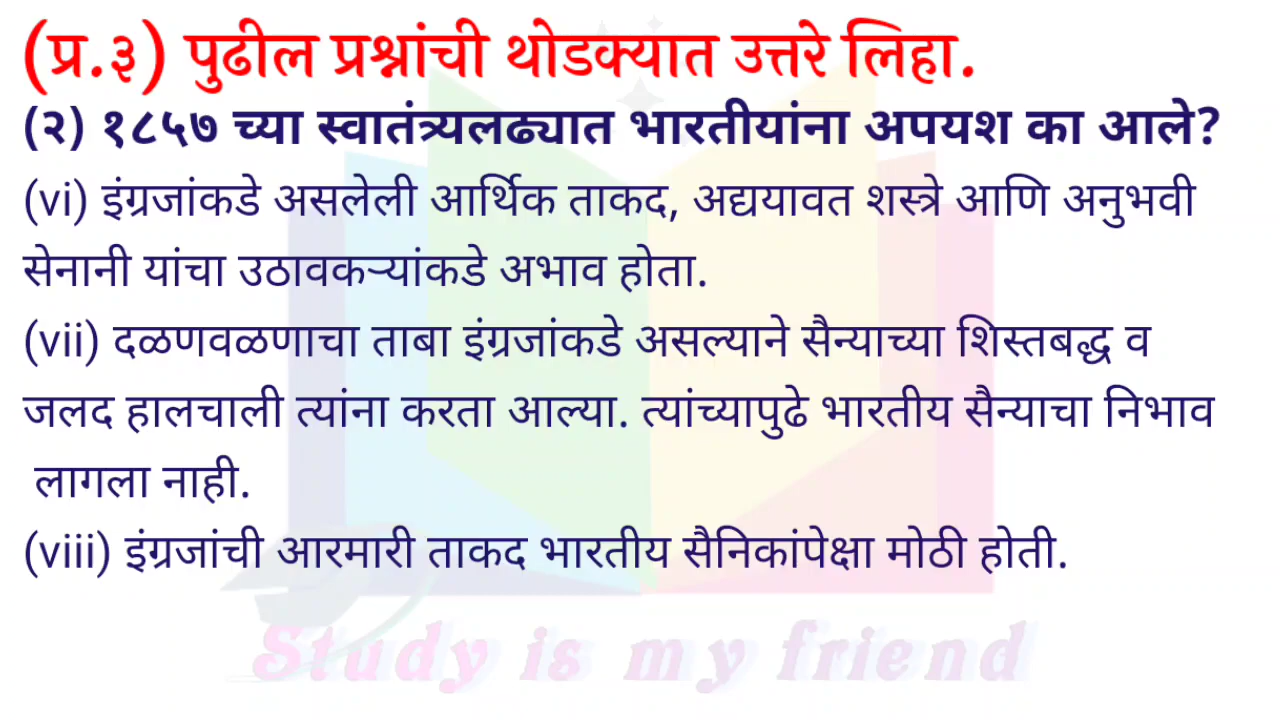 (प्र.३) पुढील प्रश्नांची थोडक्यात उत्तरे लिहा.
(२) १८५७ च्या स्वातंत्र्यलढ्यात भारतीयांना अपयश का आले?
(vi) इंग्रजांकडे असलेली आर्थिक ताकद, अद्ययावत शस्त्रे आणि अनुभवी
सेनानी यांचा उठावकऱ्यांकडे अभाव होता.
(vii) दळणवळणाचा ताबा इंग्रजांकडे असल्याने सैन्याच्या शिस्तबद्ध व
जलद हालचाली त्यांना करता आल्या. त्यांच्यापुढे भारतीय सैन्याचा निभाव
लागला नाही.
(viii) इंग्रजांची आरमारी ताकद भारतीय सैनिकांपेक्षा मोठी होती.
Study is my friend